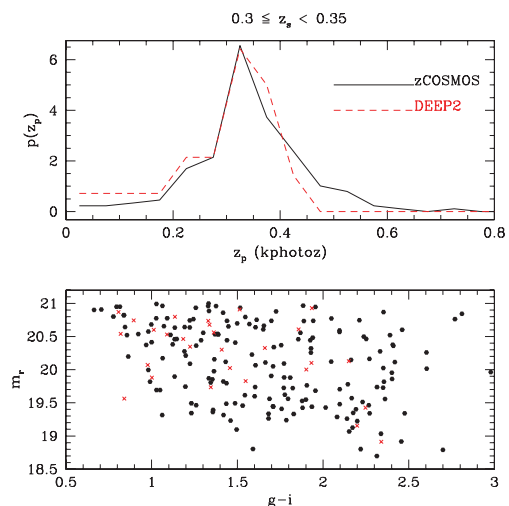 0.3 ≦ z_s < 0.35
6
4
2
0
p(z_p)
zCOSMOS
DEEP2
0 0.2 0.4 0.6 0.8
z_p (kphotoz)
21
20.5
20
19.5
19
18.5
m_r
0.5 1 1.5 2 2.5 3
g-i